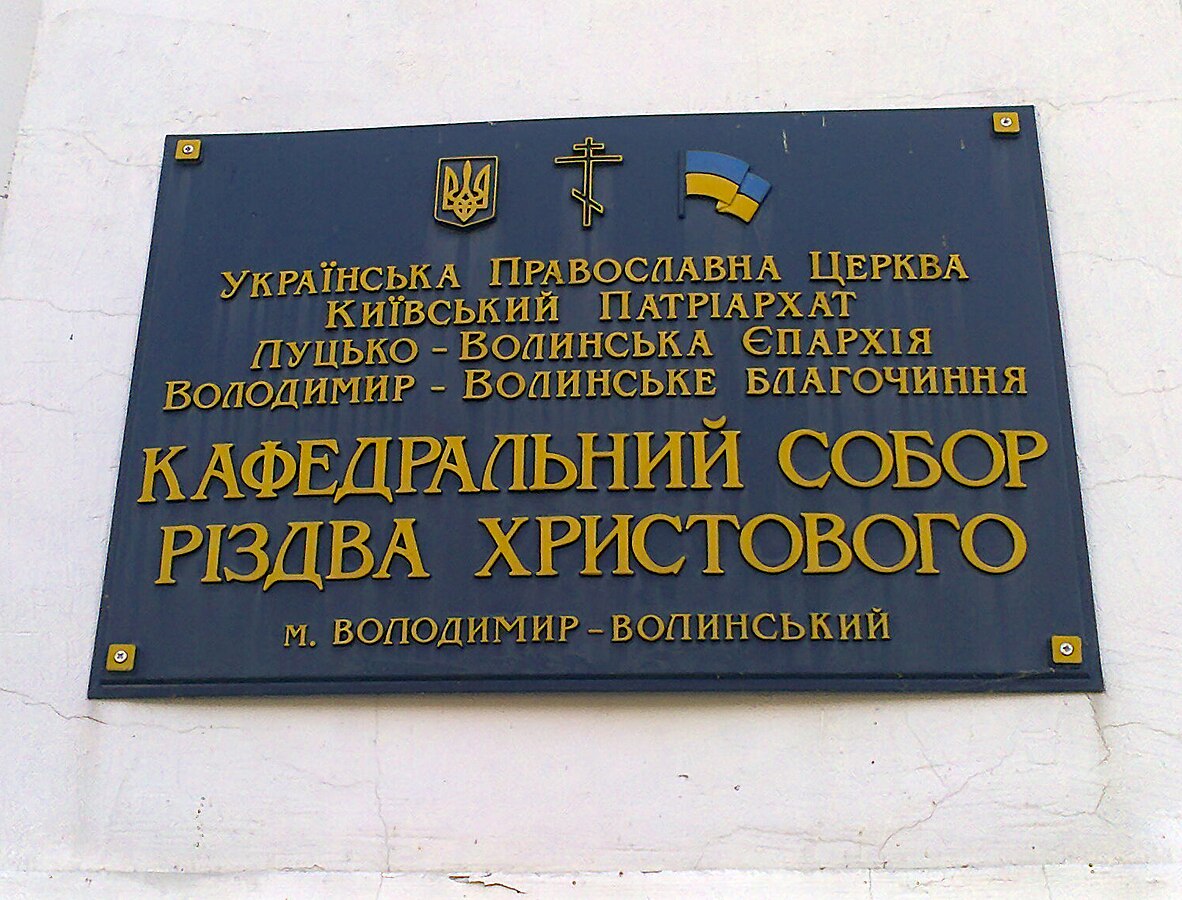 Українська Православна Церква
Київський Патріархат
Луцько - Волинська Єпархія
Володимир - Волинське благочиння
КАФЕДРАЛЬНИЙ СОБОР
РІЗДВА ХРИСТОВОГО
м. ВОЛОДИМИР - ВОЛИНСЬКИЙ